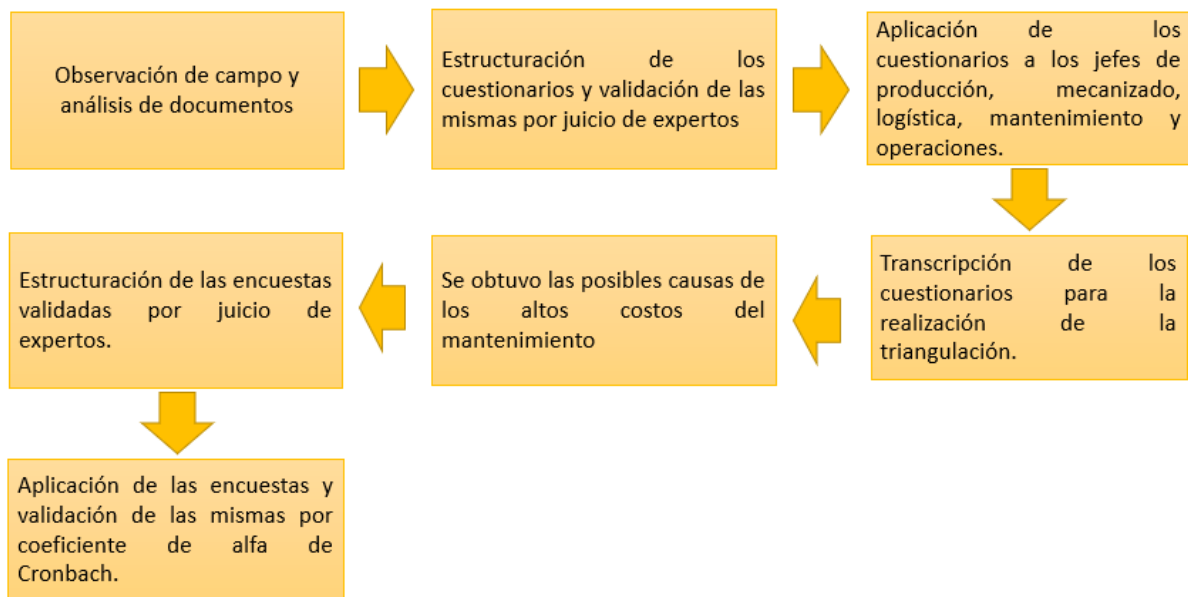 Observación de campo y
análisis de documentos
Estructuración de los
cuestionarios y validación de las
mismas por juicio de expertos
Aplicación de los
cuestionarios a los jefes de
producción, mecanizado,
logística, mantenimiento y
operaciones.
Transcripción de los
cuestionarios para la
realización de la
triangulación.
Se obtuvo las posibles causas de
los altos costos del
mantenimiento
Estructuración de las encuestas
validadas por juicio de
expertos.
Aplicación de las encuestas y
validación de las mismas por
coeficiente de alfa de
Cronbach.